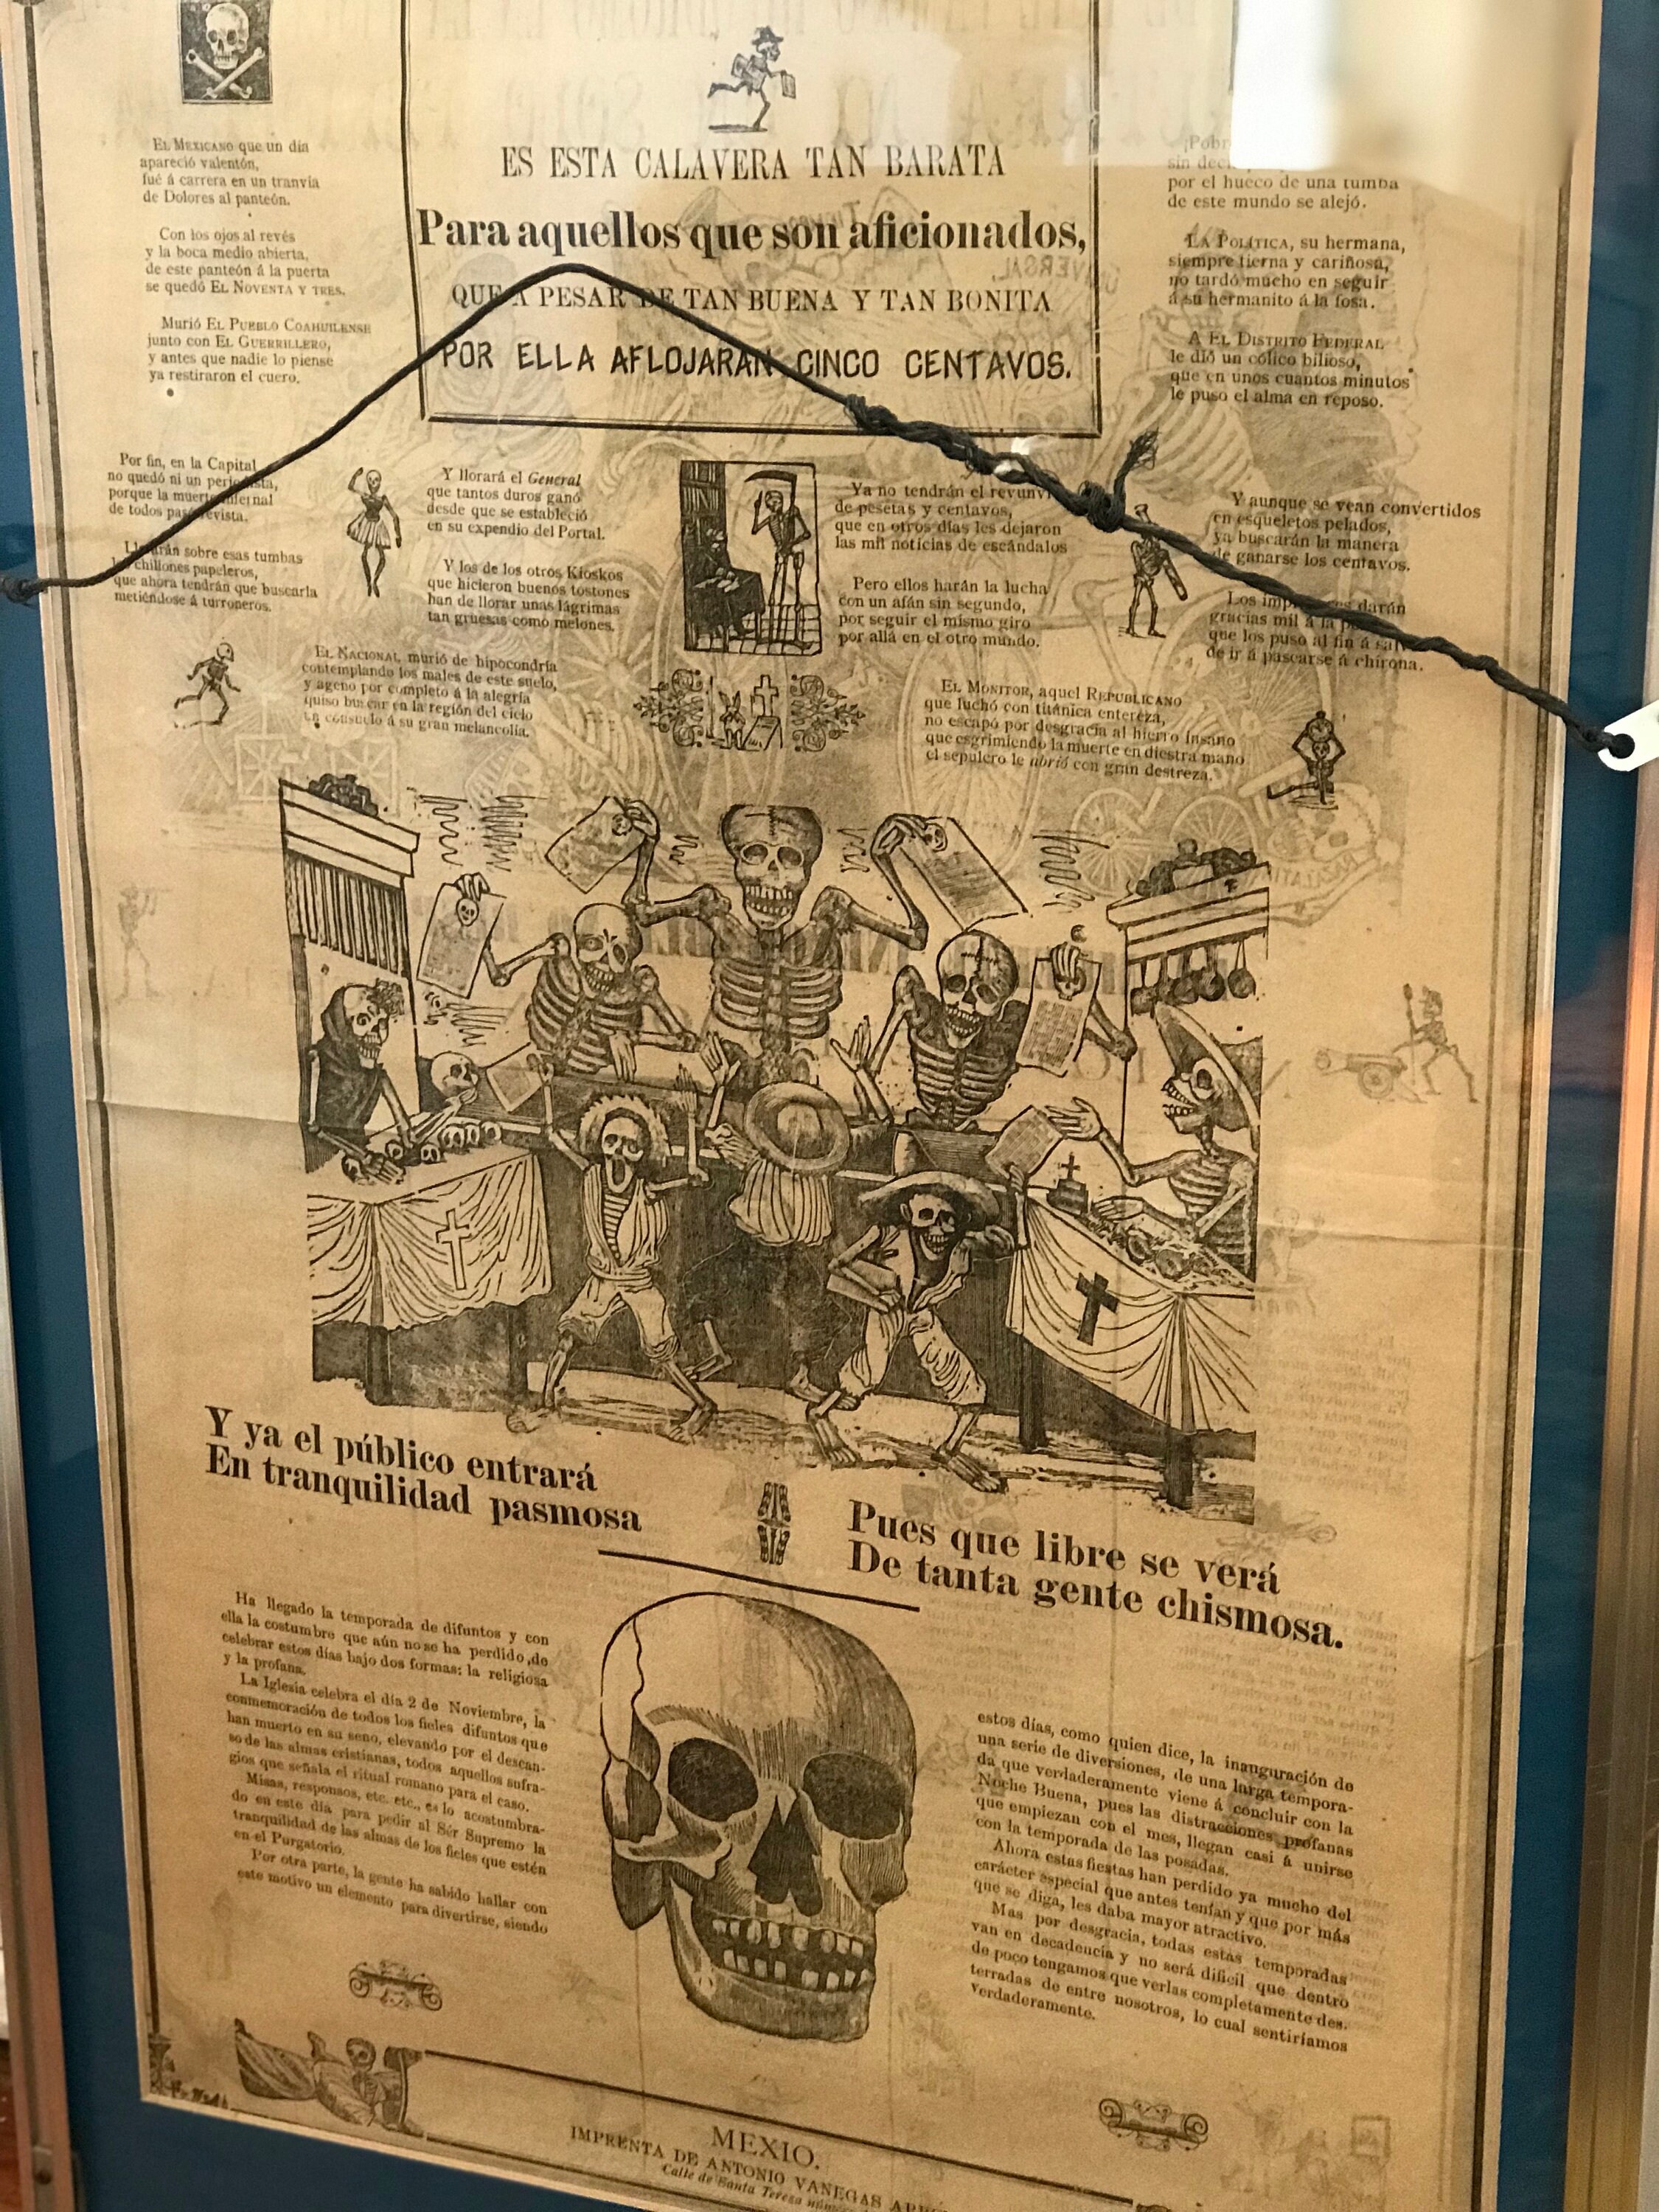 El Mexicano que un día
apareció valentón,
fué á carrera en un tranvía
de Dolores al panteón.
Con los ojos al revés
y la boca medio abierta,
de este panteón á la puerta
se quedó El Noventa y tres.
Murió El Pueblo Coahuilense
junto con El Guerrillero,
y antes que nadie lo piense
ya restiraron el cuero.
ES ESTA CALAVERA TAN BARATA
Para aquellos que son aficionados,
QUE A PESAR DE TAN BUENA Y TAN BONITA
POR ELLA AFLOJARAN CINCO CENTAVOS.
sin
por el hueco de una tumba
de este mundo se alejó.
La Política, su hermana,
siempre tierna y cariñosa,
no tardó mucho en seguir
á su hermanito á la fosa.
A El Distrito Federal
le dió un cólico bilioso,
que en unos cuantos minutos
le puso el alma en reposo.
Por fin, en la Capital
no quedó ni un periodista,
porque la muerte infernal
de todos pasó revista.
sobre esas tumbas
chillones papeleros,
que ahora tendrán que buscarla
metiéndose á turroneros.
Y llorará el General
que tantos duros ganó
desde que se estableció
en su expendio del Portal.
Y los de los otros Kioskos
que hicieron buenos tostones
han de llorar unas lágrimas
tan gruesas como melones.
Ya no tendrán el
de pesetas y centavos,
que en otros días les dejaron
las mil noticias de escándalos
Pero ellos harán la lucha
con un afán sin segundo,
por seguir el mismo giro
por allá en el otro mundo.
Y aunque se vean convertidos
en esqueletos pelados,
ya buscarán la manera
de ganarse los centavos.
Los darán
gracias mil á la
que los puso al fin á
de ir á pasearse á chirona.
El Nacional murió de hipocondría
contemplando los males de este suelo,
y ageno por completo á la alegría
quiso buscar en la región del cielo
un consuelo á su gran melancolía.
El Monitor, aquel Republicano
que luchó con titánica entereza,
no escapó por desgracia al hierro insano
que esgrimiendo la muerte en diestra mano
el sepulcro le abrió con gran destreza.
Y ya el público entrará
En tranquilidad pasmosa
Pues que libre se verá
De tanta gente chismosa.
Ha llegado la temporada de difuntos y con
ella la costumbre que aún no se ha perdido, de
celebrar estos días bajo dos formas: la religiosa
y la profana.
La Iglesia celebra el día 2 de Noviembre, la
conmemoración de todos los fieles difuntos que
han muerto en su seno, elevando por el descan-
so de las almas cristianas, todos aquellos sufra-
gios que señala el ritual romano para el caso.
Misas, responsos, etc. etc., es lo acostumbra-
do en este día para pedir al Sér Supremo la
tranquilidad de las almas de los fieles que estén
en el Purgatorio.
Por otra parte, la gente ha sabido hallar con
este motivo un elemento para divertirse, siendo
estos días, como quien dice, la inauguración de
una serie de diversiones, de una larga tempora-
da que verdaderamente viene á concluir con la
Noche Buena, pues las distracciones profanas
que empiezan con el mes, llegan casi á unirse
con la temporada de las posadas.
Ahora estas fiestas han perdido ya mucho del
carácter especial que antes tenían y que por más
que se diga, les daba mayor atractivo.
Mas por desgracia, todas estas temporadas
van en decadencia y no será difícil que dentro
de poco tengamos que verlas completamente des-
terradas de entre nosotros, lo cual sentiríamos
verdaderamente.
MEXIO.
IMPRENTA DE ANTONIO VANEGAS
Calle de Santa Teresa